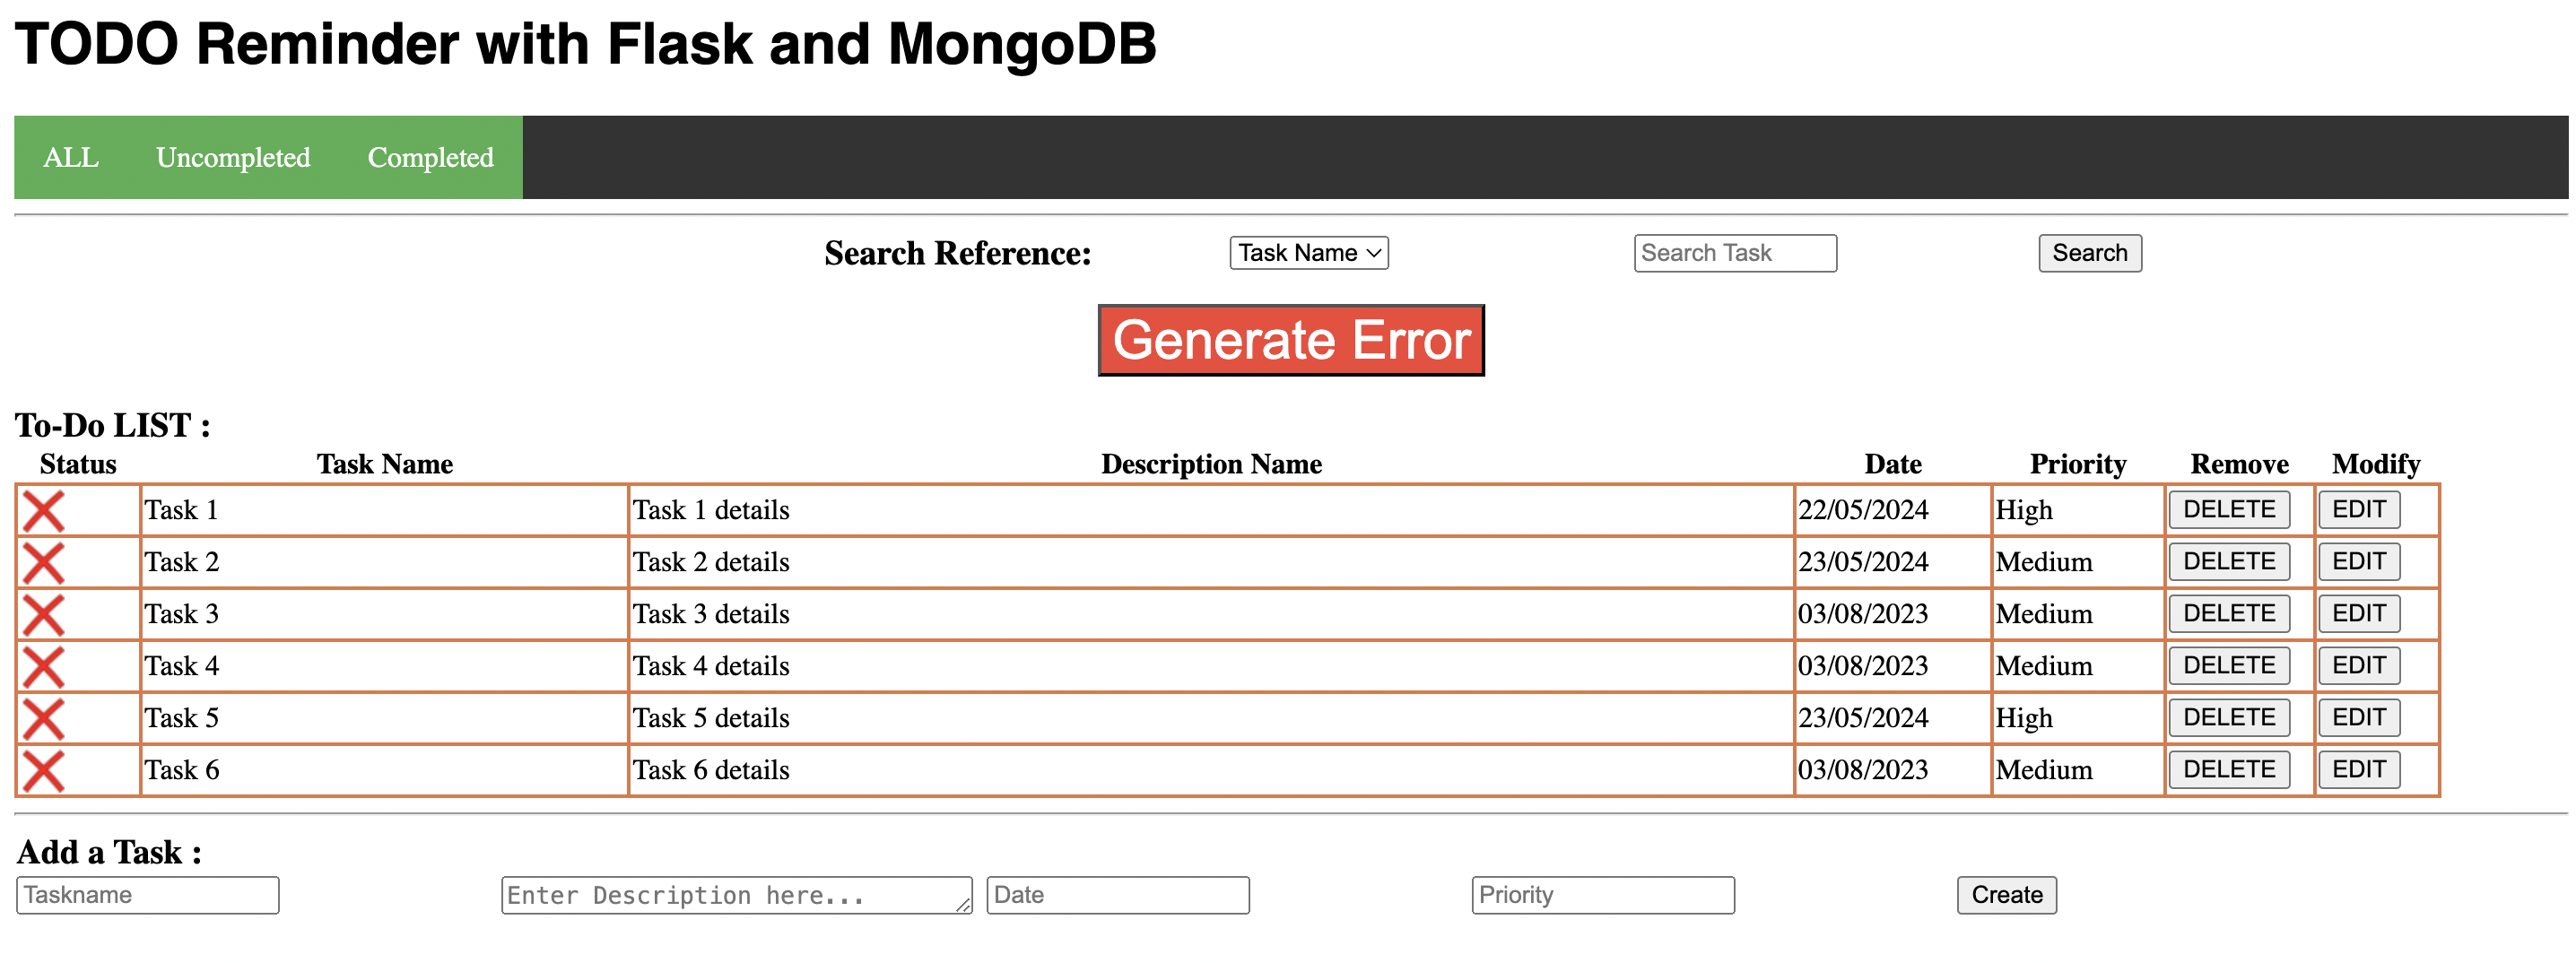 TODO Reminder with Flask and MongoDB
ALL Uncompleted Completed
Search Reference: Task Name Search Task Search
Generate Error
To-Do LIST :
Status Task Name Description Name Date Priority Remove Modify
Task 1 Task 1 details 22/05/2024 High DELETE EDIT
Task 2 Task 2 details 23/05/2024 Medium DELETE EDIT
Task 3 Task 3 details 03/08/2023 Medium DELETE EDIT
Task 4 Task 4 details 03/08/2023 Medium DELETE EDIT
Task 5 Task 5 details 23/05/2024 High DELETE EDIT
Task 6 Task 6 details 03/08/2023 Medium DELETE EDIT
Add a Task :
Taskname Enter Description here... Date Priority Create